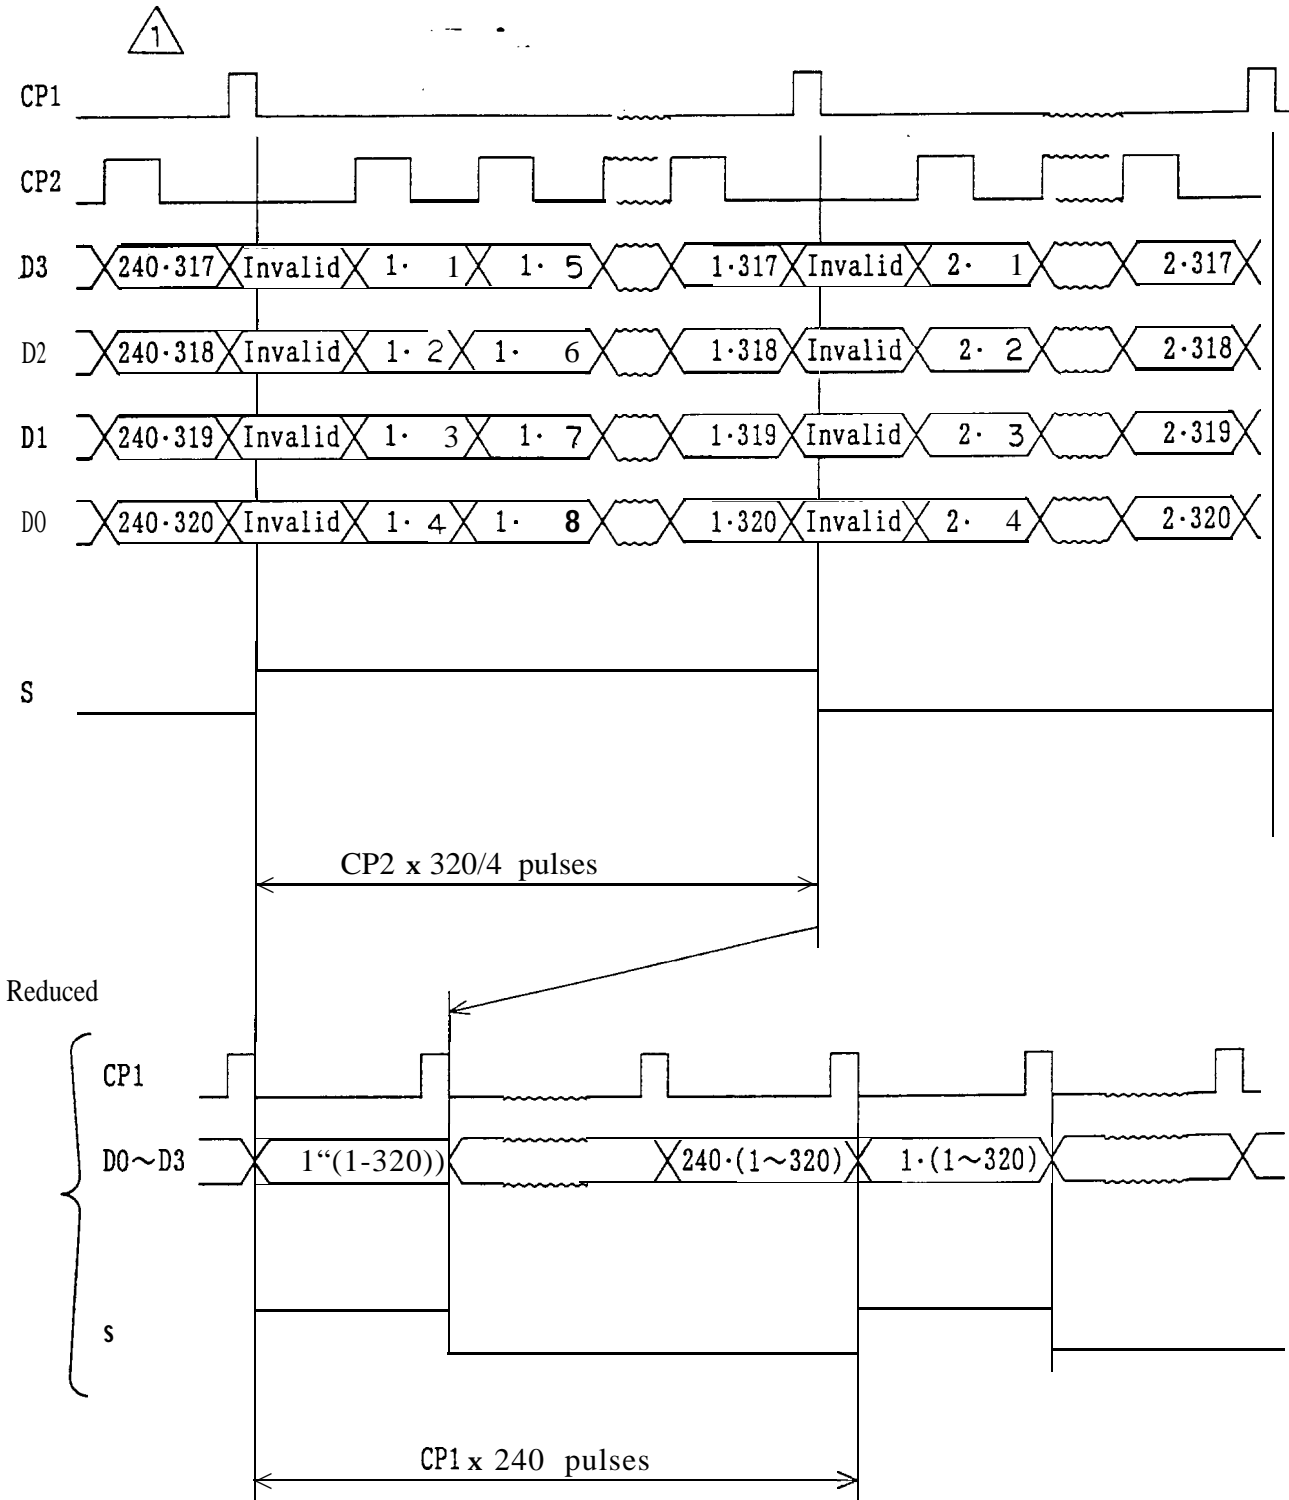 1
CP1
CP2
D3 240·317 Invalid 1· 1 1· 5 1·317 Invalid 2· 1 2·317
D2 240·318 Invalid 1· 2 1· 6 1·318 Invalid 2· 2 2·318
D1 240·319 Invalid 1· 3 1· 7 1·319 Invalid 2· 3 2·319
D0 240·320 Invalid 1· 4 1· 8 1·320 Invalid 2· 4 2·320
S
CP2 x 320/4 pulses
Reduced
CP1
D0~D3 1“(1-320)) 240·(1~320) 1·(1~320)
s
CP1 x 240 pulses